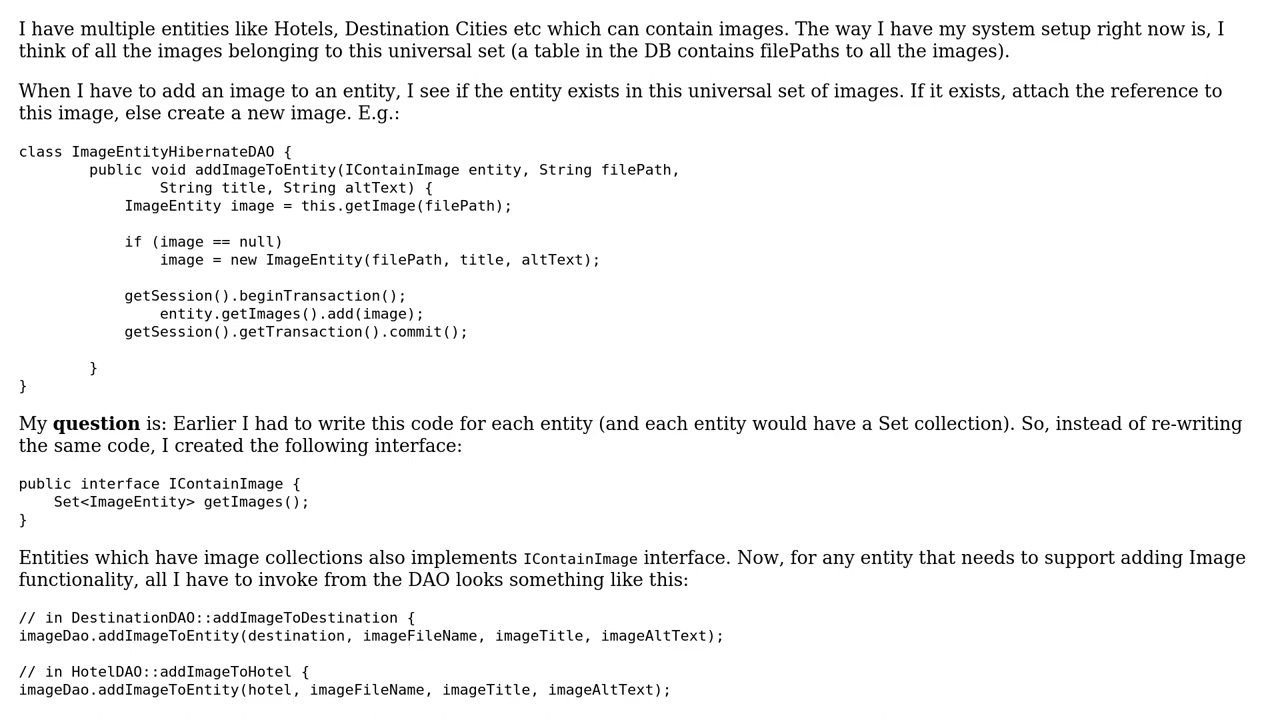 I have multiple entities like Hotels, Destination Cities etc which can contain images. The way I have my system setup right now is, I
think of all the images belonging to this universal set (a table in the DB contains filePaths to all the images).
When I have to add an image to an entity, I see if the entity exists in this universal set of images. If it exists, attach the reference to
this image, else create a new image. E.g.:
class ImageEntityHibernateDAO {
        public void addImageToEntity(IContainImage entity, String filePath,
                String title, String altText) {
            ImageEntity image = this.getImage(filePath);
            if (image == null)
                image = new ImageEntity(filePath, title, altText);
            getSession().beginTransaction();
                entity.getImages().add(image);
            getSession().getTransaction().commit();
        }
}
My question is: Earlier I had to write this code for each entity (and each entity would have a Set collection). So, instead of re-writing
the same code, I created the following interface:
public interface IContainImage {
    Set<ImageEntity> getImages();
}
Entities which have image collections also implements IContainImage interface. Now, for any entity that needs to support adding Image
functionality, all I have to invoke from the DAO looks something like this:
// in DestinationDAO::addImageToDestination {
imageDao.addImageToEntity(destination, imageFileName, imageTitle, imageAltText);
// in HotelDAO::addImageToHotel {
imageDao.addImageToEntity(hotel, imageFileName, imageTitle, imageAltText);